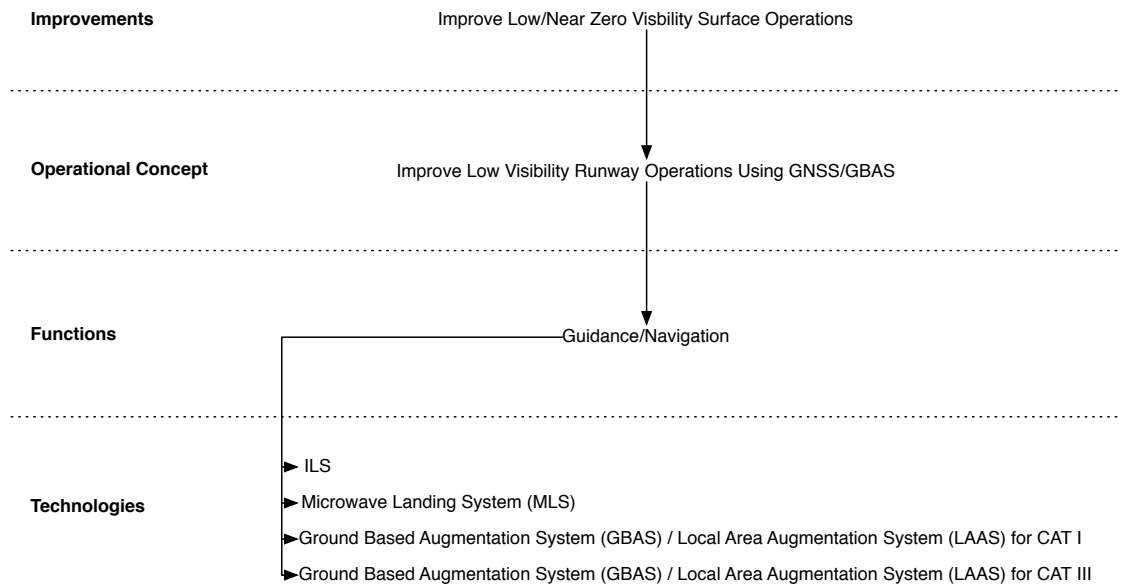 Improvements
Improve Low/Near Zero Visbility Surface Operations
Operational Concept
Improve Low Visibility Runway Operations Using GNSS/GBAS
Functions
Guidance/Navigation
Technologies
ILS
Microwave Landing System (MLS)
Ground Based Augmentation System (GBAS) / Local Area Augmentation System (LAAS) for CAT I
Ground Based Augmentation System (GBAS) / Local Area Augmentation System (LAAS) for CAT III